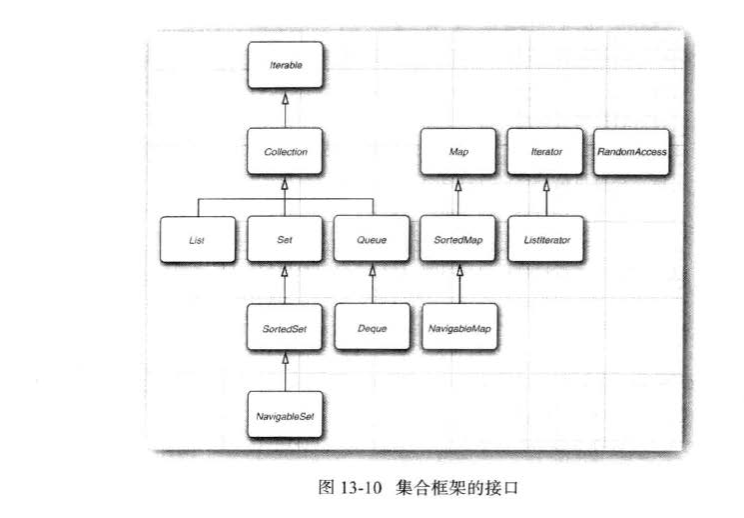 Iterable
Collection
Map
Iterator
RandomAccess
List
Set
Queue
SortedMap
ListIterator
SortedSet
Deque
NavigableMap
NavigableSet
图 13-10 集合框架的接口